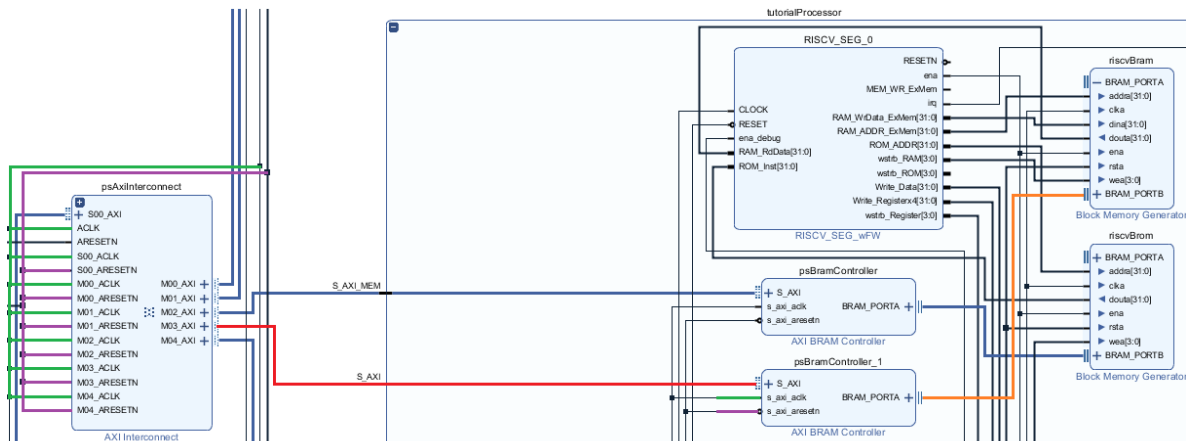 tutorialProcessor
RISCV_SEG_0
RESETN
ena
MEM_WR_ExMem
irq
CLOCK
RESET
ena_debug
RAM_RdData[31:0]
ROM_Inst[31:0]
RAM_WrData_ExMem[31:0]
RAM_ADDR_ExMem[31:0]
ROM_ADDR[31:0]
wstrb_RAM[3:0]
wstrb_ROM[3:0]
Write_Data[31:0]
Write_Registerx4[31:0]
wstrb_Register[3:0]
RISCV_SEG_wFW
riscvBram
BRAM_PORTA
addra[31:0]
clka
dina[31:0]
douta[31:0]
ena
rsta
wea[3:0]
BRAM_PORTB
Block Memory Generator
riscvBrom
BRAM_PORTA
addra[31:0]
clka
douta[31:0]
ena
rsta
wea[3:0]
BRAM_PORTB
Block Memory Generator
psAxiInterconnect
S00_AXI
ACLK
ARESETN
S00_ACLK
S00_ARESETN
M00_ACLK
M00_ARESETN
M01_ACLK
M01_ARESETN
M02_ACLK
M02_ARESETN
M03_ACLK
M03_ARESETN
M04_ACLK
M04_ARESETN
M00_AXI
M01_AXI
M02_AXI
M03_AXI
M04_AXI
AXI Interconnect
S_AXI_MEM
S_AXI
psBramController
S_AXI
s_axi_aclk
s_axi_aresetn
BRAM_PORTA
AXI BRAM Controller
psBramController_1
S_AXI
s_axi_aclk
s_axi_aresetn
BRAM_PORTA
AXI BRAM Controller